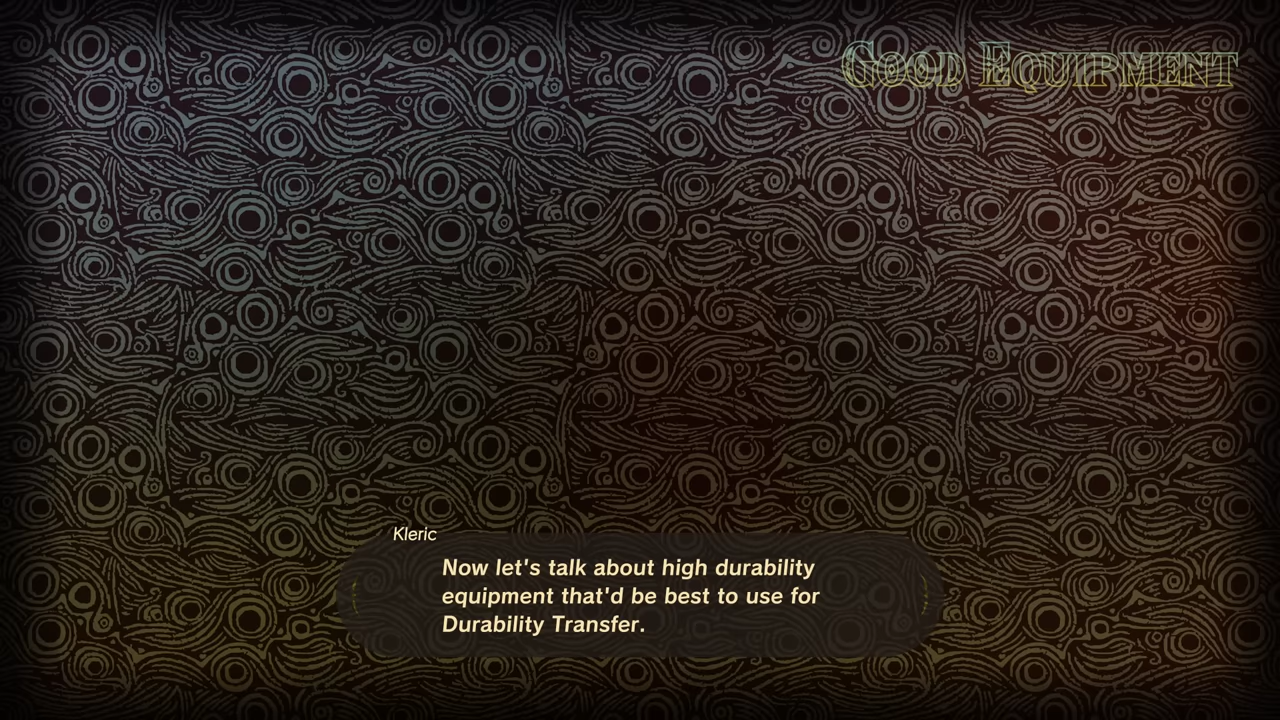 Good Equipment
Kleric
Now let's talk about high durability
equipment that'd be best to use for
Durability Transfer.